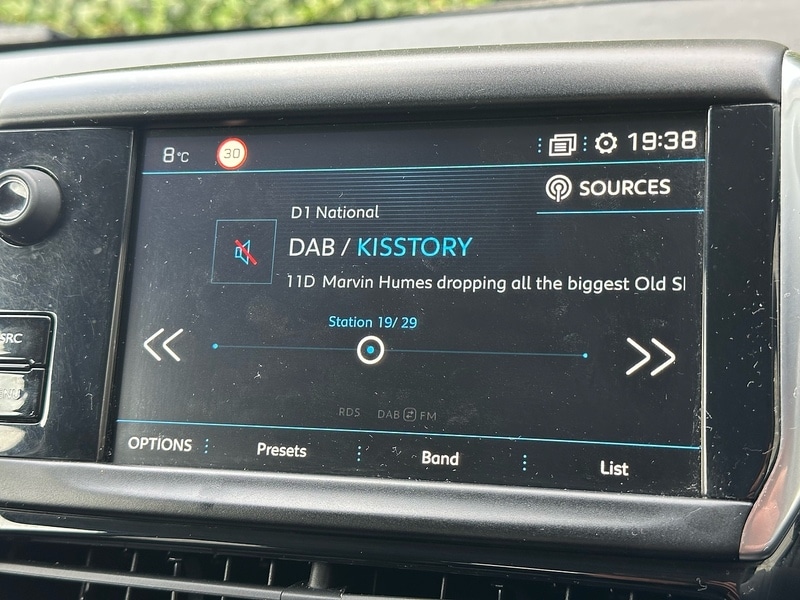 8°C 30 19:38
SOURCES
D1 National
DAB / KISSTORY
11D Marvin Humes dropping all the biggest Old
Station 19/ 29
SRC
RDS DAB FM
OPTIONS Presets Band List